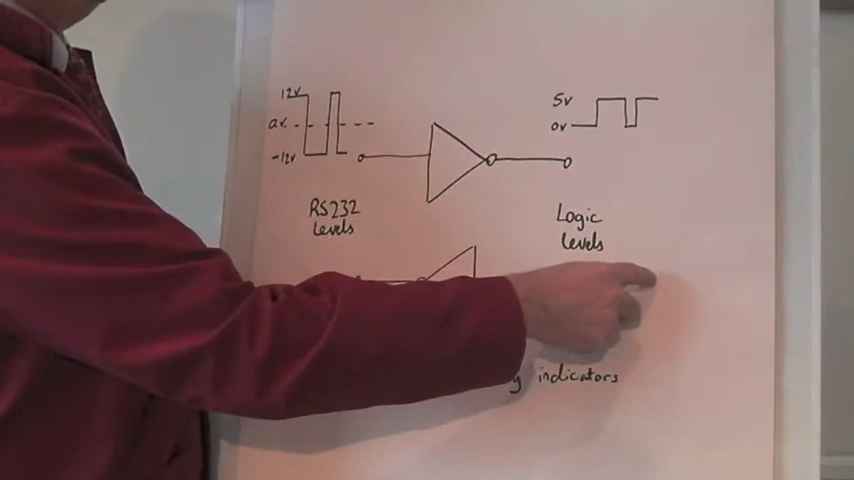 12v
0v
-12v
5v
0v
RS232
Levels
Logic
Levels
indicators